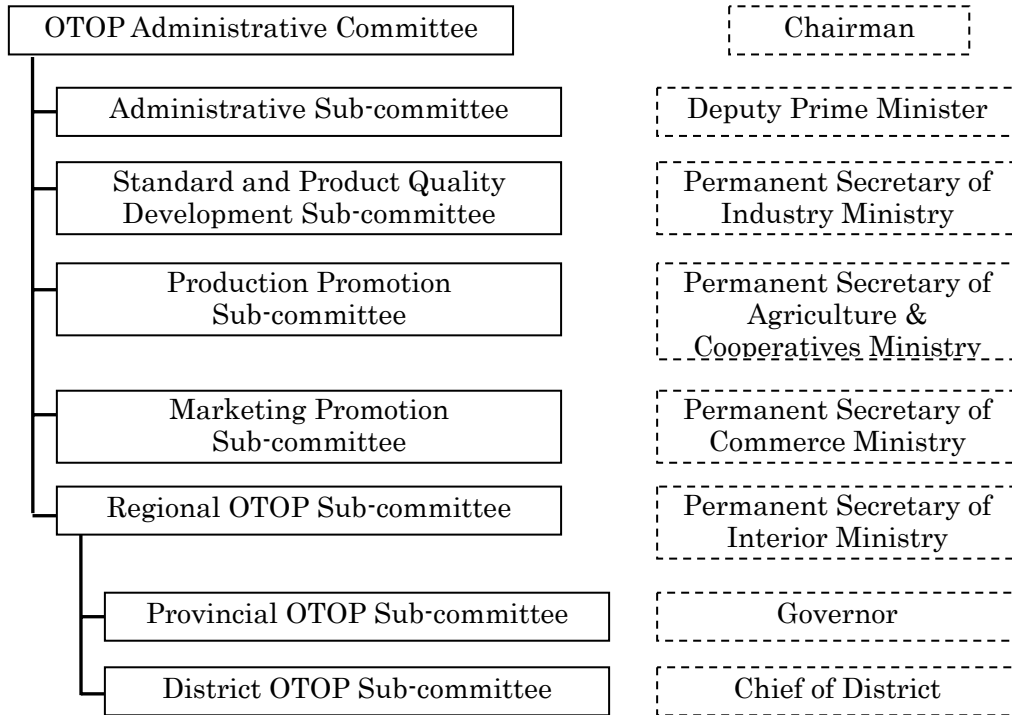 OTOP Administrative Committee
Chairman
Administrative Sub-committee
Deputy Prime Minister
Standard and Product Quality
Development Sub-committee
Permanent Secretary of
Industry Ministry
Production Promotion
Sub-committee
Permanent Secretary of
Agriculture &
Cooperatives Ministry
Marketing Promotion
Sub-committee
Permanent Secretary of
Commerce Ministry
Regional OTOP Sub-committee
Permanent Secretary of
Interior Ministry
Provincial OTOP Sub-committee
Governor
District OTOP Sub-committee
Chief of District